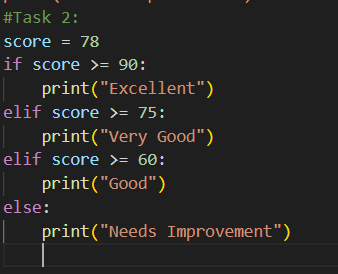 #Task 2:
score = 78
if score >= 90:
    print("Excellent")
elif score >= 75:
    print("Very Good")
elif score >= 60:
    print("Good")
else:
    print("Needs Improvement")